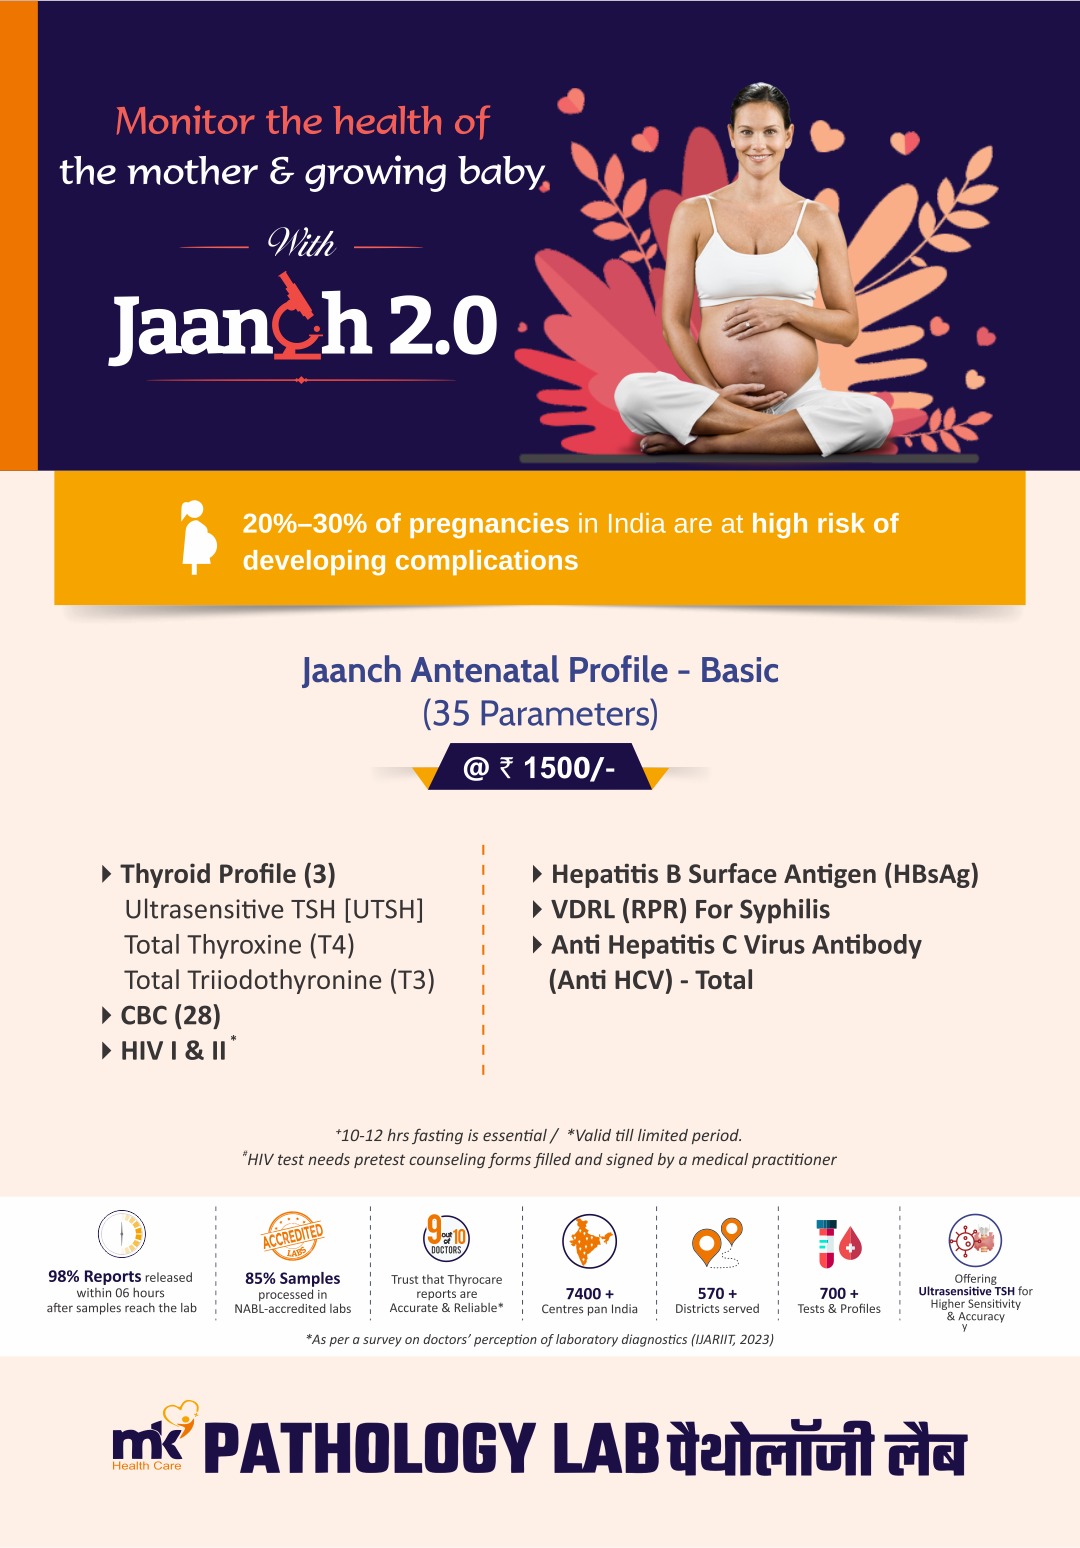 Monitor the health of
the mother & growing baby
With
Jaanch 2.0
20%–30% of pregnancies in India are at high risk of
developing complications
Jaanch Antenatal Profile - Basic
(35 Parameters)
@ ₹ 1500/-
Thyroid Profile (3)
Ultrasensitive TSH [UTSH]
Total Thyroxine (T4)
Total Triiodothyronine (T3)
CBC (28)
HIV I & II*
Hepatitis B Surface Antigen (HBsAg)
VDRL (RPR) For Syphilis
Anti Hepatitis C Virus Antibody
(Anti HCV) - Total
+10-12 hrs fasting is essential / *Valid till limited period.
#HIV test needs pretest counseling forms filled and signed by a medical practitioner
98% Reports released
within 06 hours
after samples reach the lab
ACCREDITED
LABS
85% Samples
processed in
NABL-accredited labs
9 out of 10
DOCTORS
Trust that Thyrocare
reports are
Accurate & Reliable*
7400 +
Centres pan India
570 +
Districts served
700 +
Tests & Profiles
Offering
Ultrasensitive TSH for
Higher Sensitivity
& Accuracy
y
*As per a survey on doctors’ perception of laboratory diagnostics (IJARIIT, 2023)
mk
Health Care
PATHOLOGY LAB पैथोलॉजी लैब